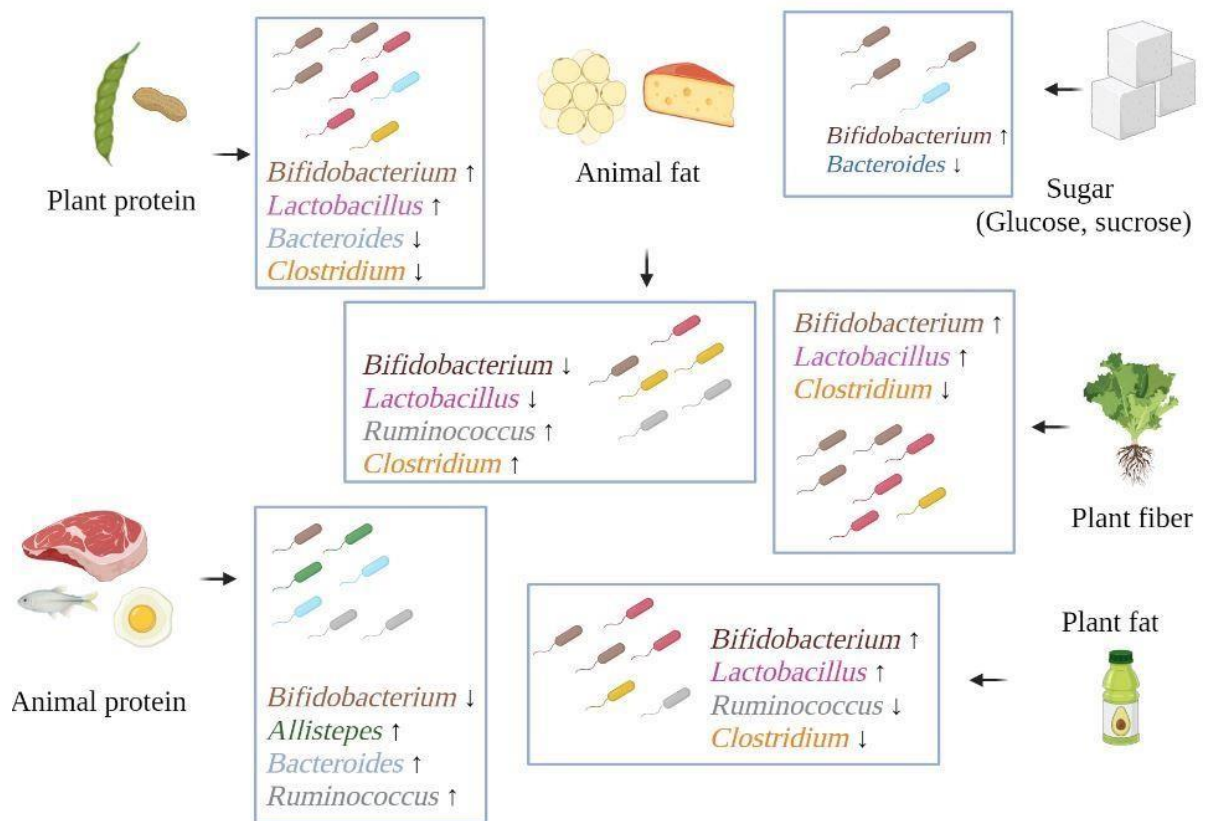 Plant protein
Bifidobacterium ↑
Lactobacillus ↑
Bacteroides ↓
Clostridium ↓
Animal fat
Bifidobacterium ↑
Bacteroides ↓
Sugar
(Glucose, sucrose)
Bifidobacterium ↓
Lactobacillus ↓
Ruminococcus ↑
Clostridium ↑
Bifidobacterium ↑
Lactobacillus ↑
Clostridium ↓
Plant fiber
Animal protein
Bifidobacterium ↓
Allistepes ↑
Bacteroides ↑
Ruminococcus ↑
Bifidobacterium ↑
Lactobacillus ↑
Ruminococcus ↓
Clostridium ↓
Plant fat